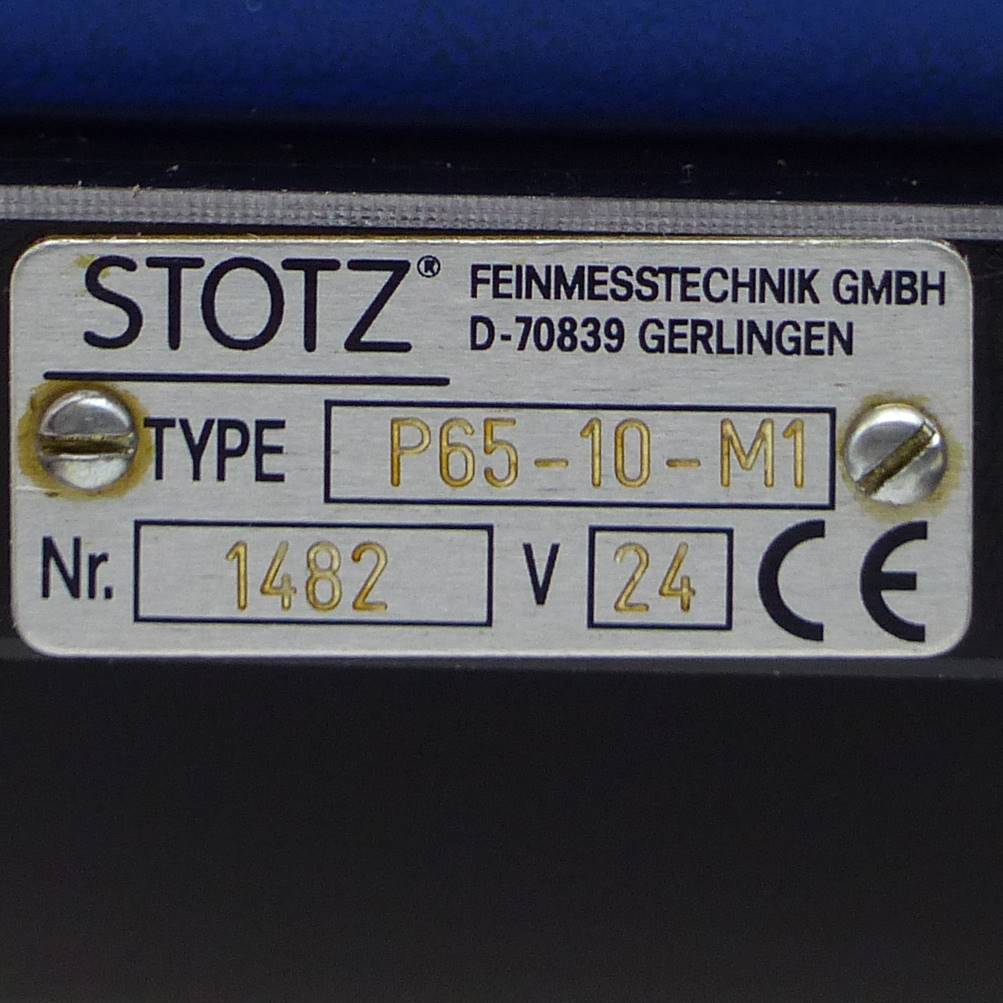 STOTZ® FEINMESSTECHNIK GMBH
D-70839 GERLINGEN
TYPE P65-10-M1
Nr. 1482 V 24 CE